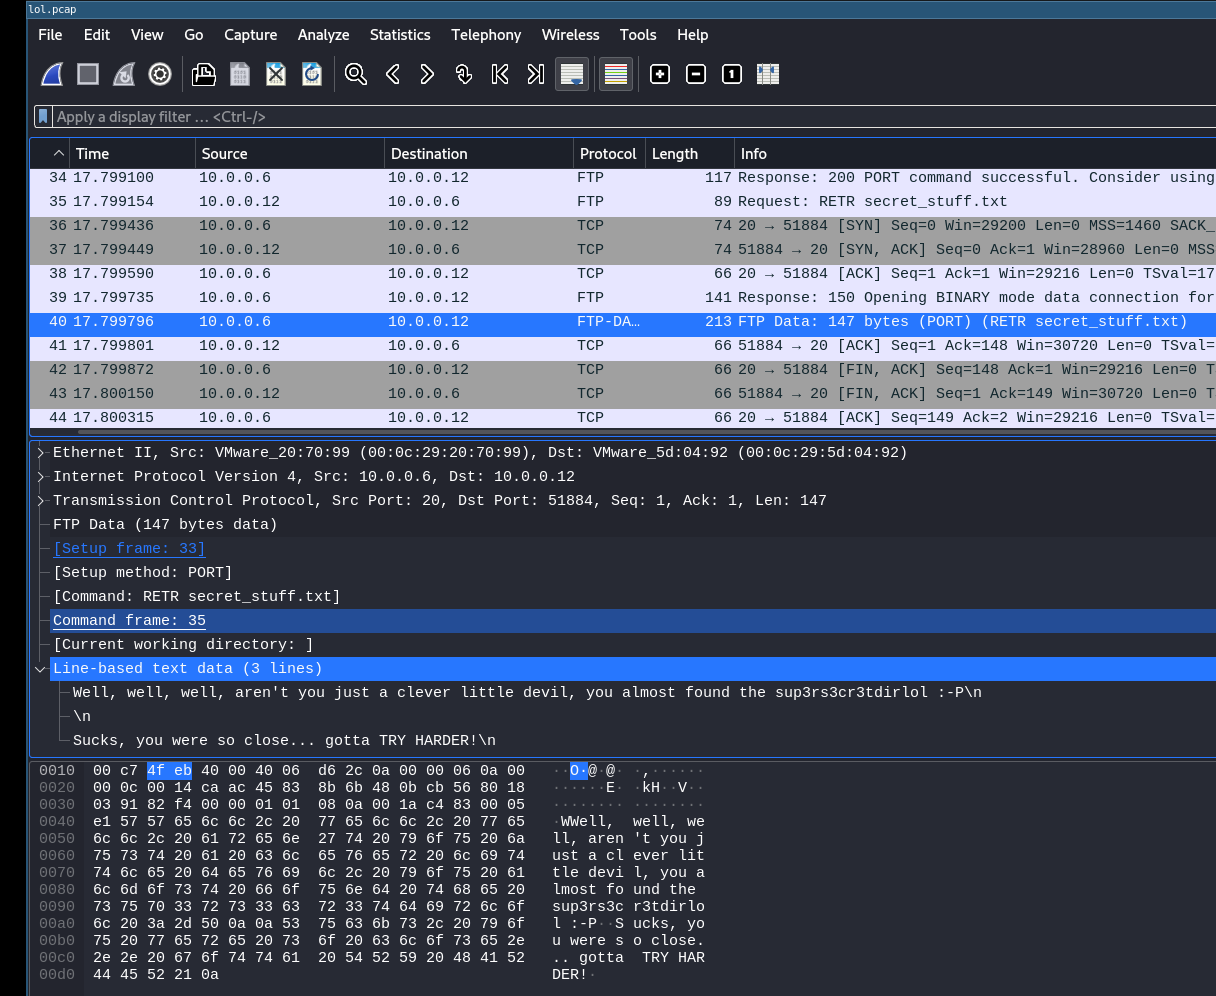 lol.pcap
File Edit View Go Capture Analyze Statistics Telephony Wireless Tools Help
Apply a display filter … <Ctrl-/>
Time Source Destination Protocol Length Info
34 17.799100 10.0.0.6 10.0.0.12 FTP 117 Response: 200 PORT command successful. Consider using
35 17.799154 10.0.0.12 10.0.0.6 FTP 89 Request: RETR secret_stuff.txt
36 17.799436 10.0.0.6 10.0.0.12 TCP 74 20 → 51884 [SYN] Seq=0 Win=29200 Len=0 MSS=1460 SACK_
37 17.799449 10.0.0.12 10.0.0.6 TCP 74 51884 → 20 [SYN, ACK] Seq=0 Ack=1 Win=28960 Len=0 MSS
38 17.799590 10.0.0.6 10.0.0.12 TCP 66 20 → 51884 [ACK] Seq=1 Ack=1 Win=29216 Len=0 TSval=17
39 17.799735 10.0.0.6 10.0.0.12 FTP 141 Response: 150 Opening BINARY mode data connection for
40 17.799796 10.0.0.6 10.0.0.12 FTP-DA… 213 FTP Data: 147 bytes (PORT) (RETR secret_stuff.txt)
41 17.799801 10.0.0.12 10.0.0.6 TCP 66 51884 → 20 [ACK] Seq=1 Ack=148 Win=30720 Len=0 TSval=
42 17.799872 10.0.0.6 10.0.0.12 TCP 66 20 → 51884 [FIN, ACK] Seq=148 Ack=1 Win=29216 Len=0 T
43 17.800150 10.0.0.12 10.0.0.6 TCP 66 51884 → 20 [FIN, ACK] Seq=1 Ack=149 Win=30720 Len=0 T
44 17.800315 10.0.0.6 10.0.0.12 TCP 66 20 → 51884 [ACK] Seq=149 Ack=2 Win=29216 Len=0 TSval=
Ethernet II, Src: VMware_20:70:99 (00:0c:29:20:70:99), Dst: VMware_5d:04:92 (00:0c:29:5d:04:92)
Internet Protocol Version 4, Src: 10.0.0.6, Dst: 10.0.0.12
Transmission Control Protocol, Src Port: 20, Dst Port: 51884, Seq: 1, Ack: 1, Len: 147
FTP Data (147 bytes data)
[Setup frame: 33]
[Setup method: PORT]
[Command: RETR secret_stuff.txt]
Command frame: 35
[Current working directory: ]
Line-based text data (3 lines)
Well, well, well, aren't you just a clever little devil, you almost found the sup3rs3cr3tdirlol :-P\n
\n
Sucks, you were so close... gotta TRY HARDER!\n
0010 00 c7 4f eb 40 00 40 06 d6 2c 0a 00 00 06 0a 00 ··O·@·@· ·,······
0020 00 0c 00 14 ca ac 45 83 8b 6b 48 0b cb 56 80 18 ······E· ·kH··V··
0030 03 91 82 f4 00 00 01 01 08 0a 00 1a c4 83 00 05 ········ ········
0040 e1 57 57 65 6c 6c 2c 20 77 65 6c 6c 2c 20 77 65 ·WWell, well, we
0050 6c 6c 2c 20 61 72 65 6e 27 74 20 79 6f 75 20 6a ll, aren 't you j
0060 75 73 74 20 61 20 63 6c 65 76 65 72 20 6c 69 74 ust a cl ever lit
0070 74 6c 65 20 64 65 76 69 6c 2c 20 79 6f 75 20 61 tle devi l, you a
0080 6c 6d 6f 73 74 20 66 6f 75 6e 64 20 74 68 65 20 lmost fo und the
0090 73 75 70 33 72 73 33 63 72 33 74 64 69 72 6c 6f sup3rs3c r3tdirlo
00a0 6c 20 3a 2d 50 0a 0a 53 75 63 6b 73 2c 20 79 6f l :-P··S ucks, yo
00b0 75 20 77 65 72 65 20 73 6f 20 63 6c 6f 73 65 2e u were s o close.
00c0 2e 2e 20 67 6f 74 74 61 20 54 52 59 20 48 41 52 .. gotta TRY HAR
00d0 44 45 52 21 0a DER!·